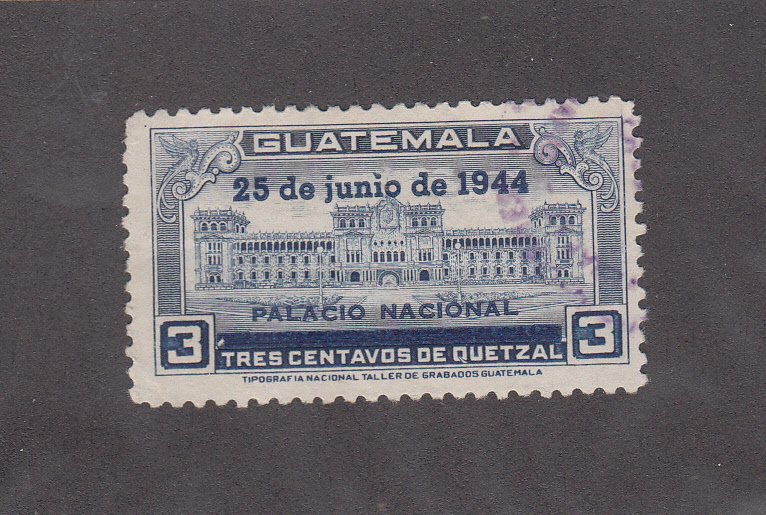 GUATEMALA
25 de junio de 1944
PALACIO NACIONAL
3 TRES CENTAVOS DE QUETZAL 3
TIPOGRAFIA NACIONAL TALLER DE GRABADOS GUATEMALA